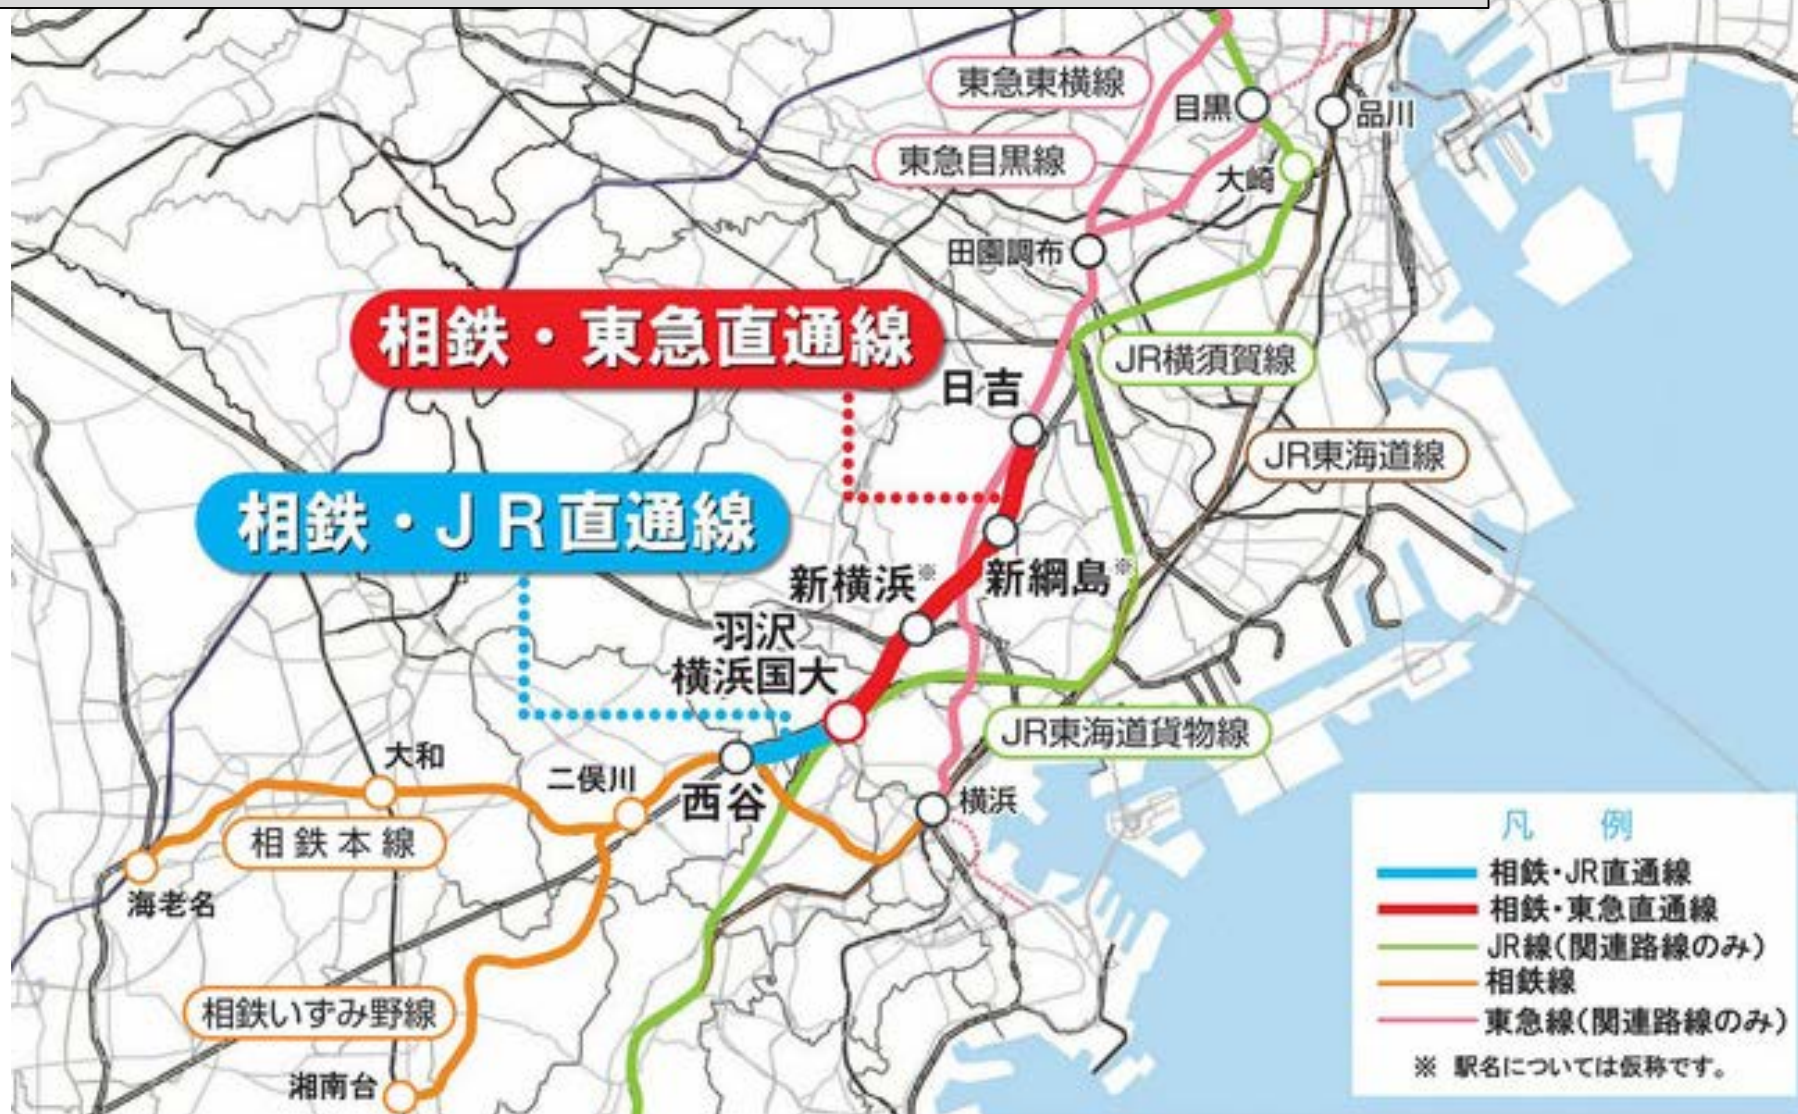 東急東横線
目黒
品川
東急目黒線
大崎
田園調布
相鉄・東急直通線
JR横須賀線
日吉
JR東海道線
相鉄・JR直通線
新横浜※
新綱島※
羽沢
横浜国大
JR東海道貨物線
大和
二俣川
西谷
横浜
相鉄本線
海老名
相鉄いずみ野線
湘南台
凡 例
相鉄・JR直通線
相鉄・東急直通線
JR線(関連路線のみ)
相鉄線
東急線(関連路線のみ)
※ 駅名については仮称です。